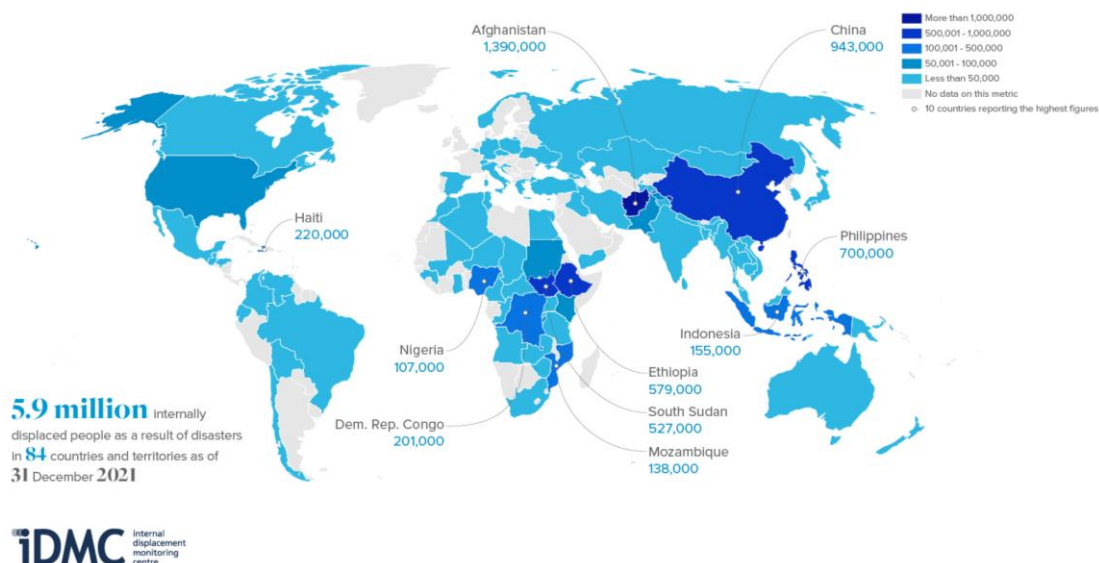 Afghanistan
1,390,000
China
943,000
More than 1,000,000
500,001 - 1,000,000
100,001 - 500,000
50,001 - 100,000
Less than 50,000
No data on this metric
10 countries reporting the highest figures
Haiti
220,000
Philippines
700,000
Indonesia
155,000
Nigeria
107,000
Ethiopia
579,000
Dem. Rep. Congo
201,000
South Sudan
527,000
Mozambique
138,000
5.9 million internally
displaced people as a result of disasters
in 84 countries and territories as of
31 December 2021
iDMC
internal
displacement
monitoring
centre